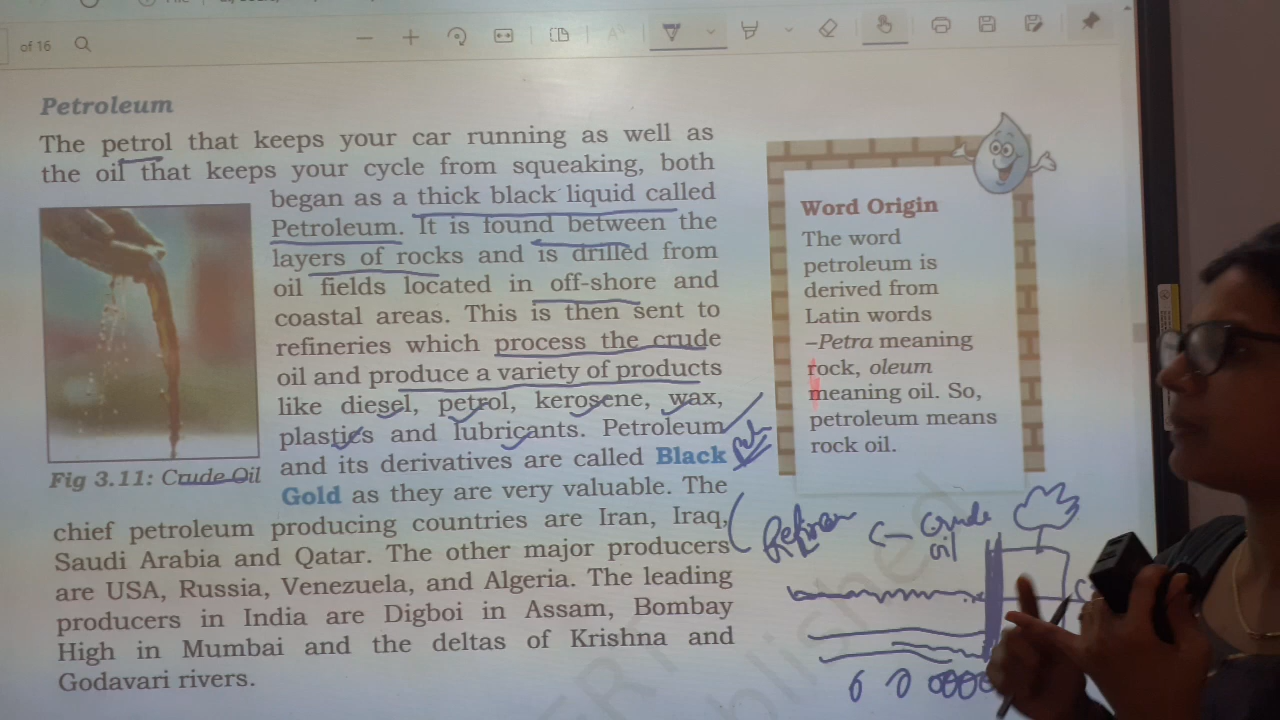 of 16
Petroleum
The petrol that keeps your car running as well as
the oil that keeps your cycle from squeaking, both
began as a thick black liquid called
Petroleum. It is found between the
layers of rocks and is drilled from
oil fields located in off-shore and
coastal areas. This is then sent to
refineries which process the crude
oil and produce a variety of products
like diesel, petrol, kerosene, wax,
plastics and lubricants. Petroleum
and its derivatives are called Black
Gold as they are very valuable. The
chief petroleum producing countries are Iran, Iraq,
Saudi Arabia and Qatar. The other major producers
are USA, Russia, Venezuela, and Algeria. The leading
producers in India are Digboi in Assam, Bombay
High in Mumbai and the deltas of Krishna and
Godavari rivers.
Fig 3.11: Crude Oil
Word Origin
The word
petroleum is
derived from
Latin words
–Petra meaning
rock, oleum
meaning oil. So,
petroleum means
rock oil.
Crude
oil